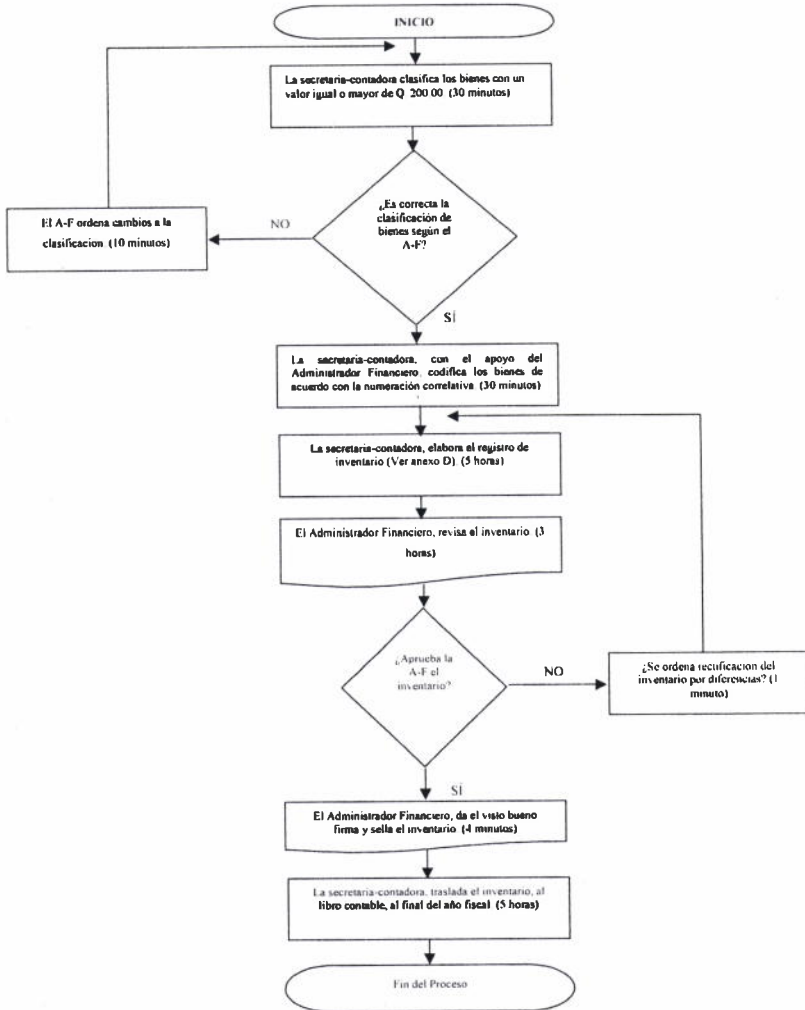 INICIO
La secretaria-contadora clasifica los bienes con un
valor igual o mayor de Q 200 00 (30 minutos)
¿Es correcta la
clasificación de
bienes según el
A-F?
NO
El A-F ordena cambios a la
clasificacion (10 minutos)
SÍ
La secretaria-contadora, con el apoyo del
Administrador Financiero, codifica los bienes de
acuerdo con la numeración correlativa (30 minutos)
La secretaria-contadora, elabora el registro de
inventario (Ver anexo D). (5 horas)
El Administrador Financiero, revisa el inventario (3
horas)
¿Aprueba la
A-F el
inventario?
NO
¿Se ordena rectificacion del
inventario por diferencias? (1
minuto)
SÍ
El Administrador Financiero, da el visto bueno
firma y sella el inventario (4 minutos)
La secretaria-contadora, traslada el inventario, al
libro contable, al final del año fiscal (5 horas)
Fin del Proceso